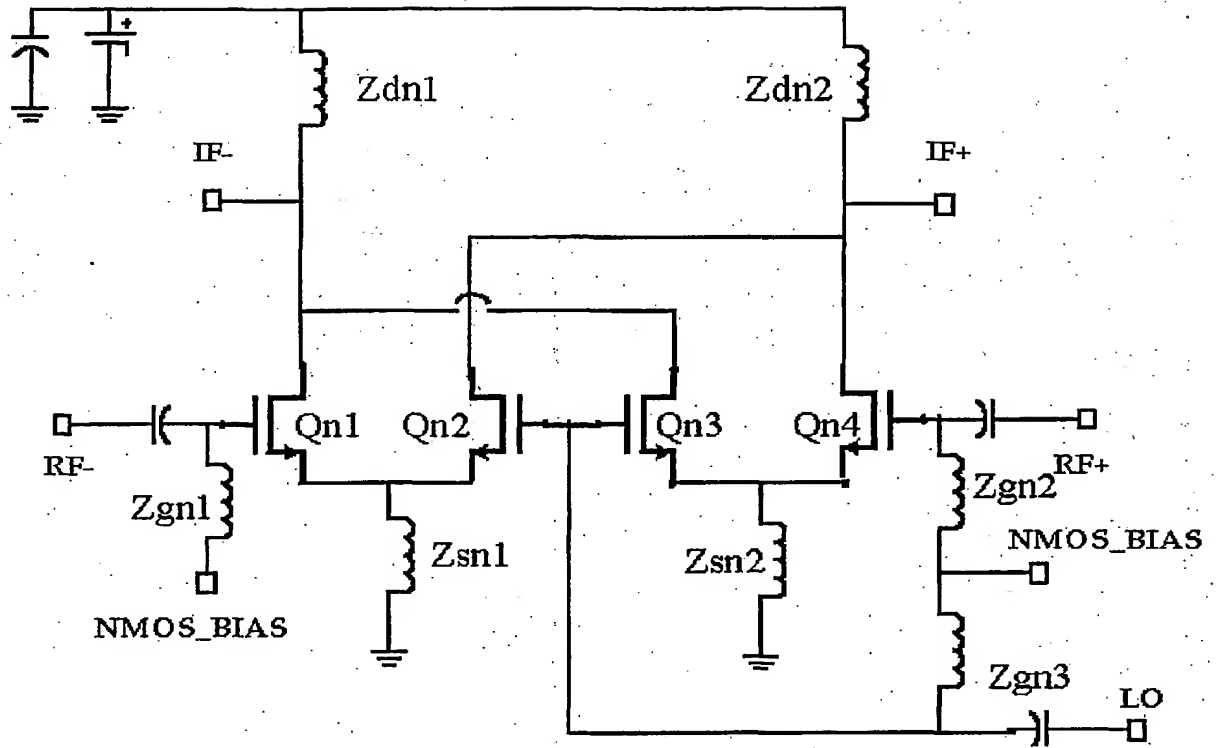 Zdn1
Zdn2
IF-
IF+
Qn1
Qn2
Qn3
Qn4
RF-
RF+
Zgn1
Zgn2
Zsn1
Zsn2
NMOS_BIAS
NMOS_BIAS
Zgn3
LO
+